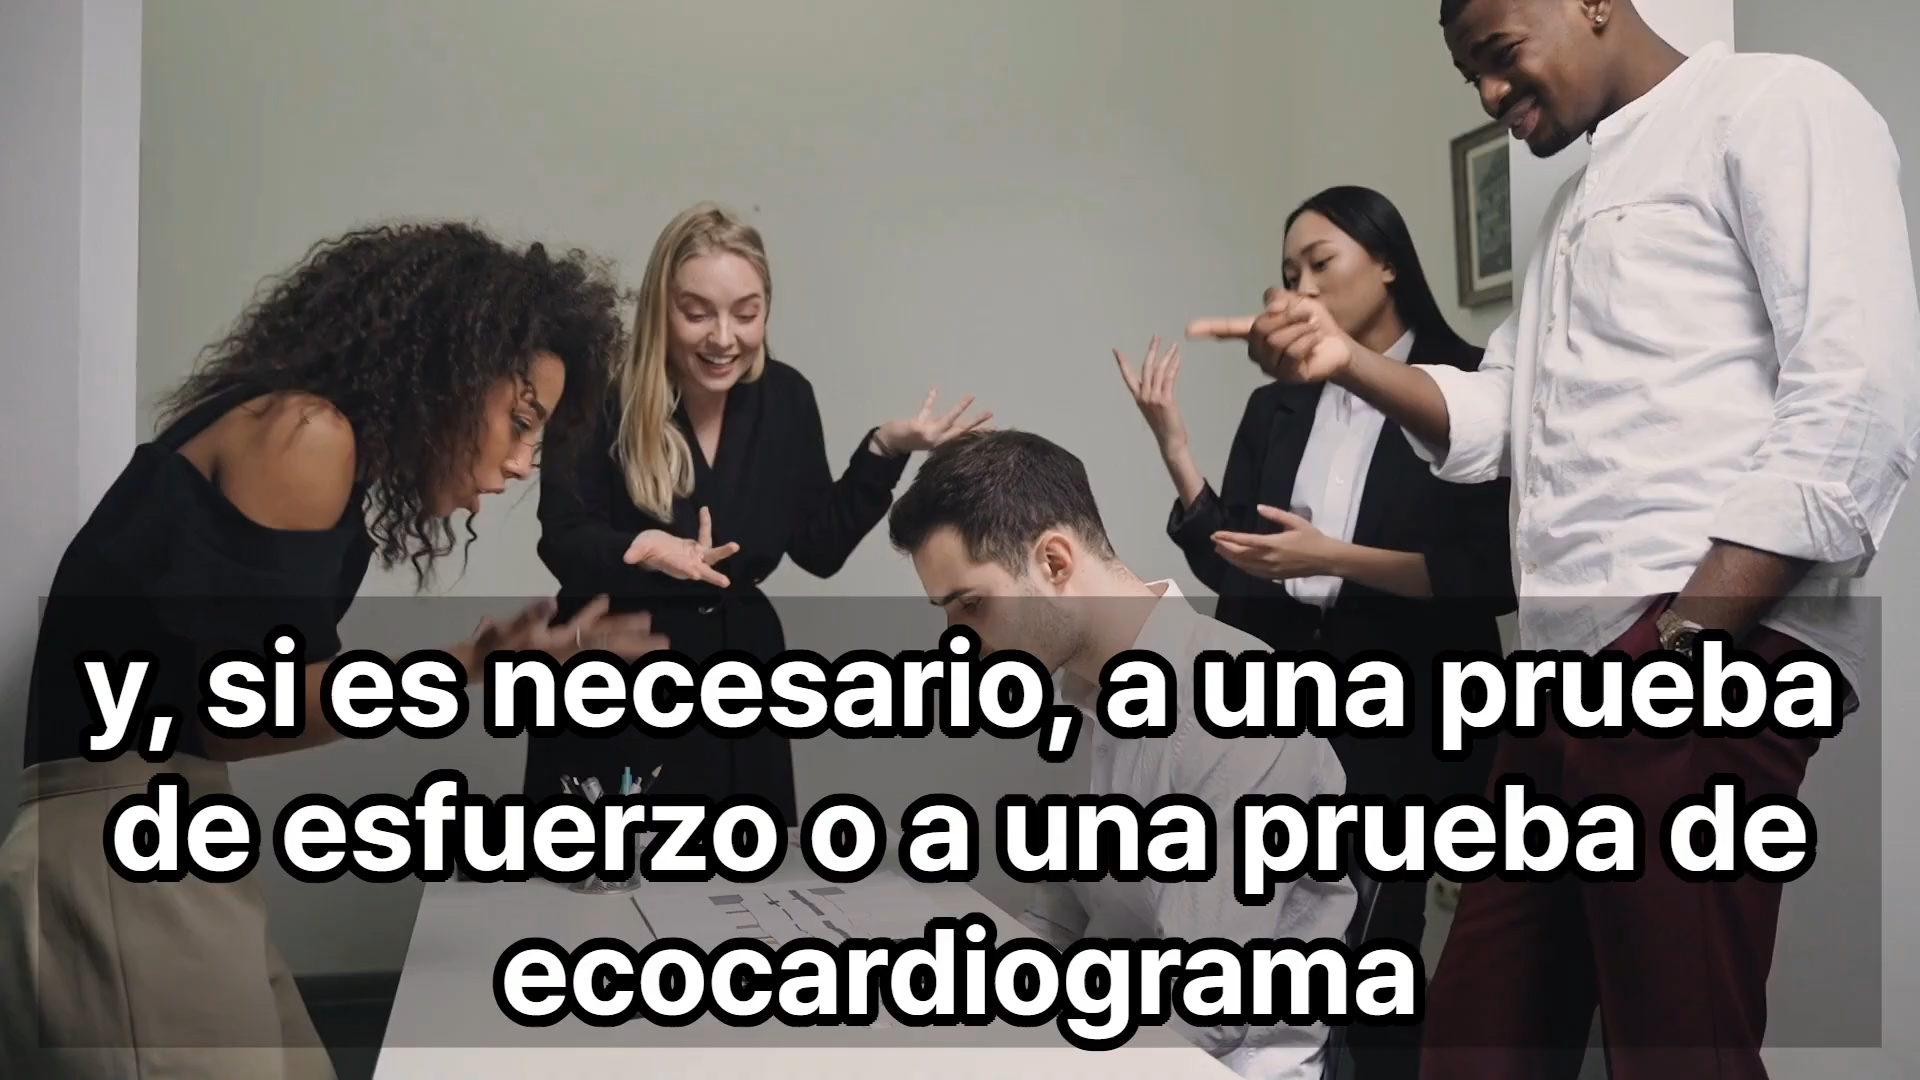 y, si es necesario, a una prueba
de esfuerzo o a una prueba de
ecocardiograma